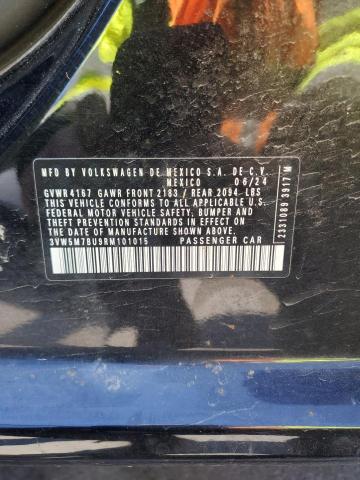 MFD BY VOLKSWAGEN DE MEXICO S.A. DE C.V.
MEXICO 06/24
GVWR 4167 GAWR FRONT 2183 / REAR 2094 LBS
THIS VEHICLE CONFORMS TO ALL APPLICABLE U.S.
FEDERAL MOTOR VEHICLE SAFETY, BUMPER AND
THEFT PREVENTION STANDARDS IN EFFECT ON THE
DATE OF MANUFACTURE SHOWN ABOVE
3VW5M7BU9RM101015 PASSENGER CAR
2331089 3917 M